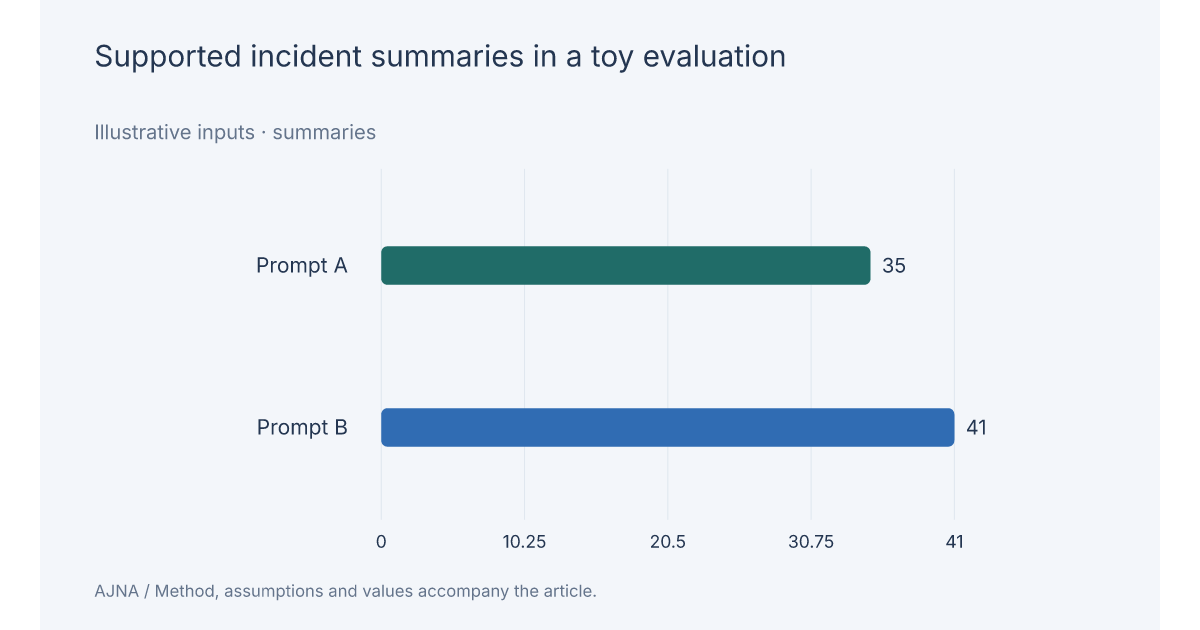 Supported incident summaries in a toy evaluation
Illustrative inputs · summaries
Prompt A
35
Prompt B
41
0 10.25 20.5 30.75 41
AJNA / Method, assumptions and values accompany the article.